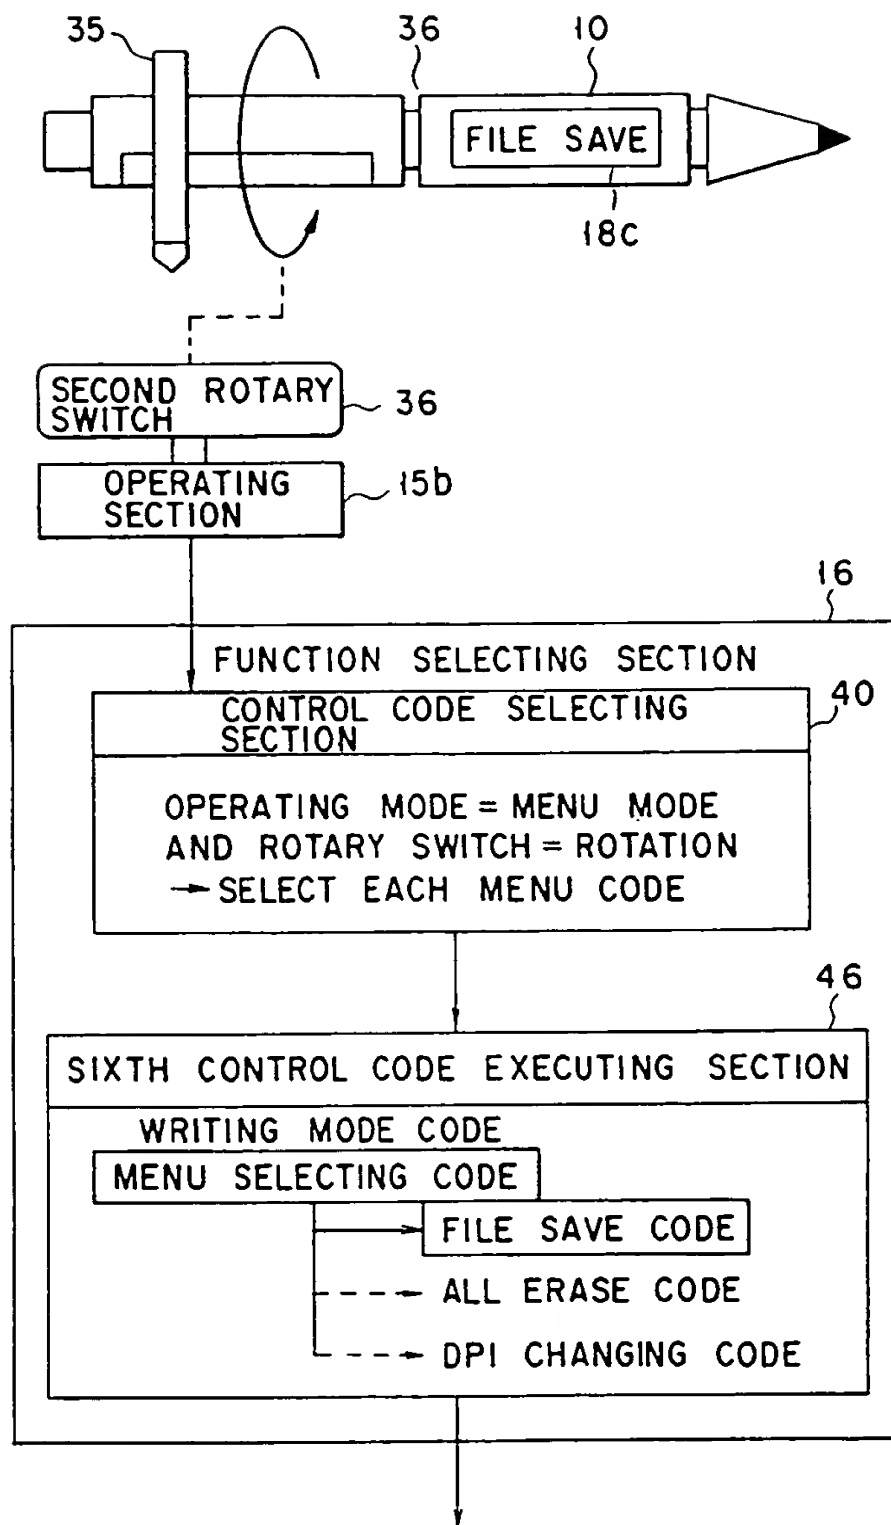 35
36
10
FILE SAVE
18c
SECOND ROTARY
SWITCH
36
OPERATING
SECTION
15b
16
FUNCTION SELECTING SECTION
CONTROL CODE SELECTING
SECTION
40
OPERATING MODE = MENU MODE
AND ROTARY SWITCH = ROTATION
→ SELECT EACH MENU CODE
46
SIXTH CONTROL CODE EXECUTING SECTION
WRITING MODE CODE
MENU SELECTING CODE
FILE SAVE CODE
ALL ERASE CODE
DPI CHANGING CODE